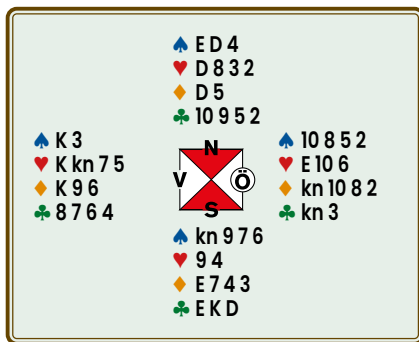 ♠ E D 4
♥ D 8 3 2
♦ D 5
♣ 10 9 5 2
♠ K 3
♥ K kn 7 5
♦ K 9 6
♣ 8 7 6 4
N
V Ö
S
♠ 10 8 5 2
♥ E 10 6
♦ kn 10 8 2
♣ kn 3
♠ kn 9 7 6
♥ 9 4
♦ E 7 4 3
♣ E K D